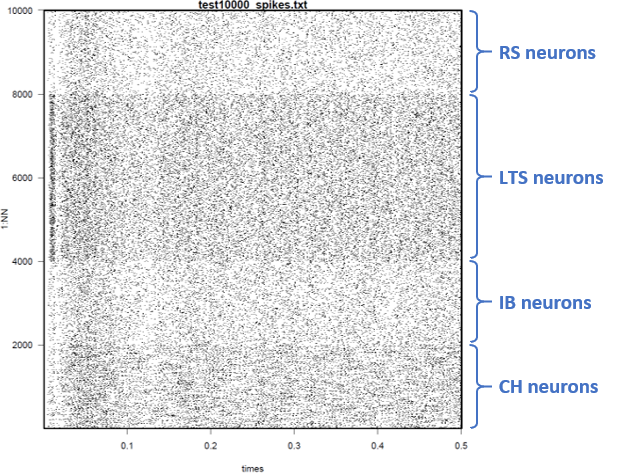 test10000_spikes.txt
10000
RS neurons
8000
LTS neurons
6000
1:NN
4000
IB neurons
2000
CH neurons
0.1 0.2 0.3 0.4 0.5
times